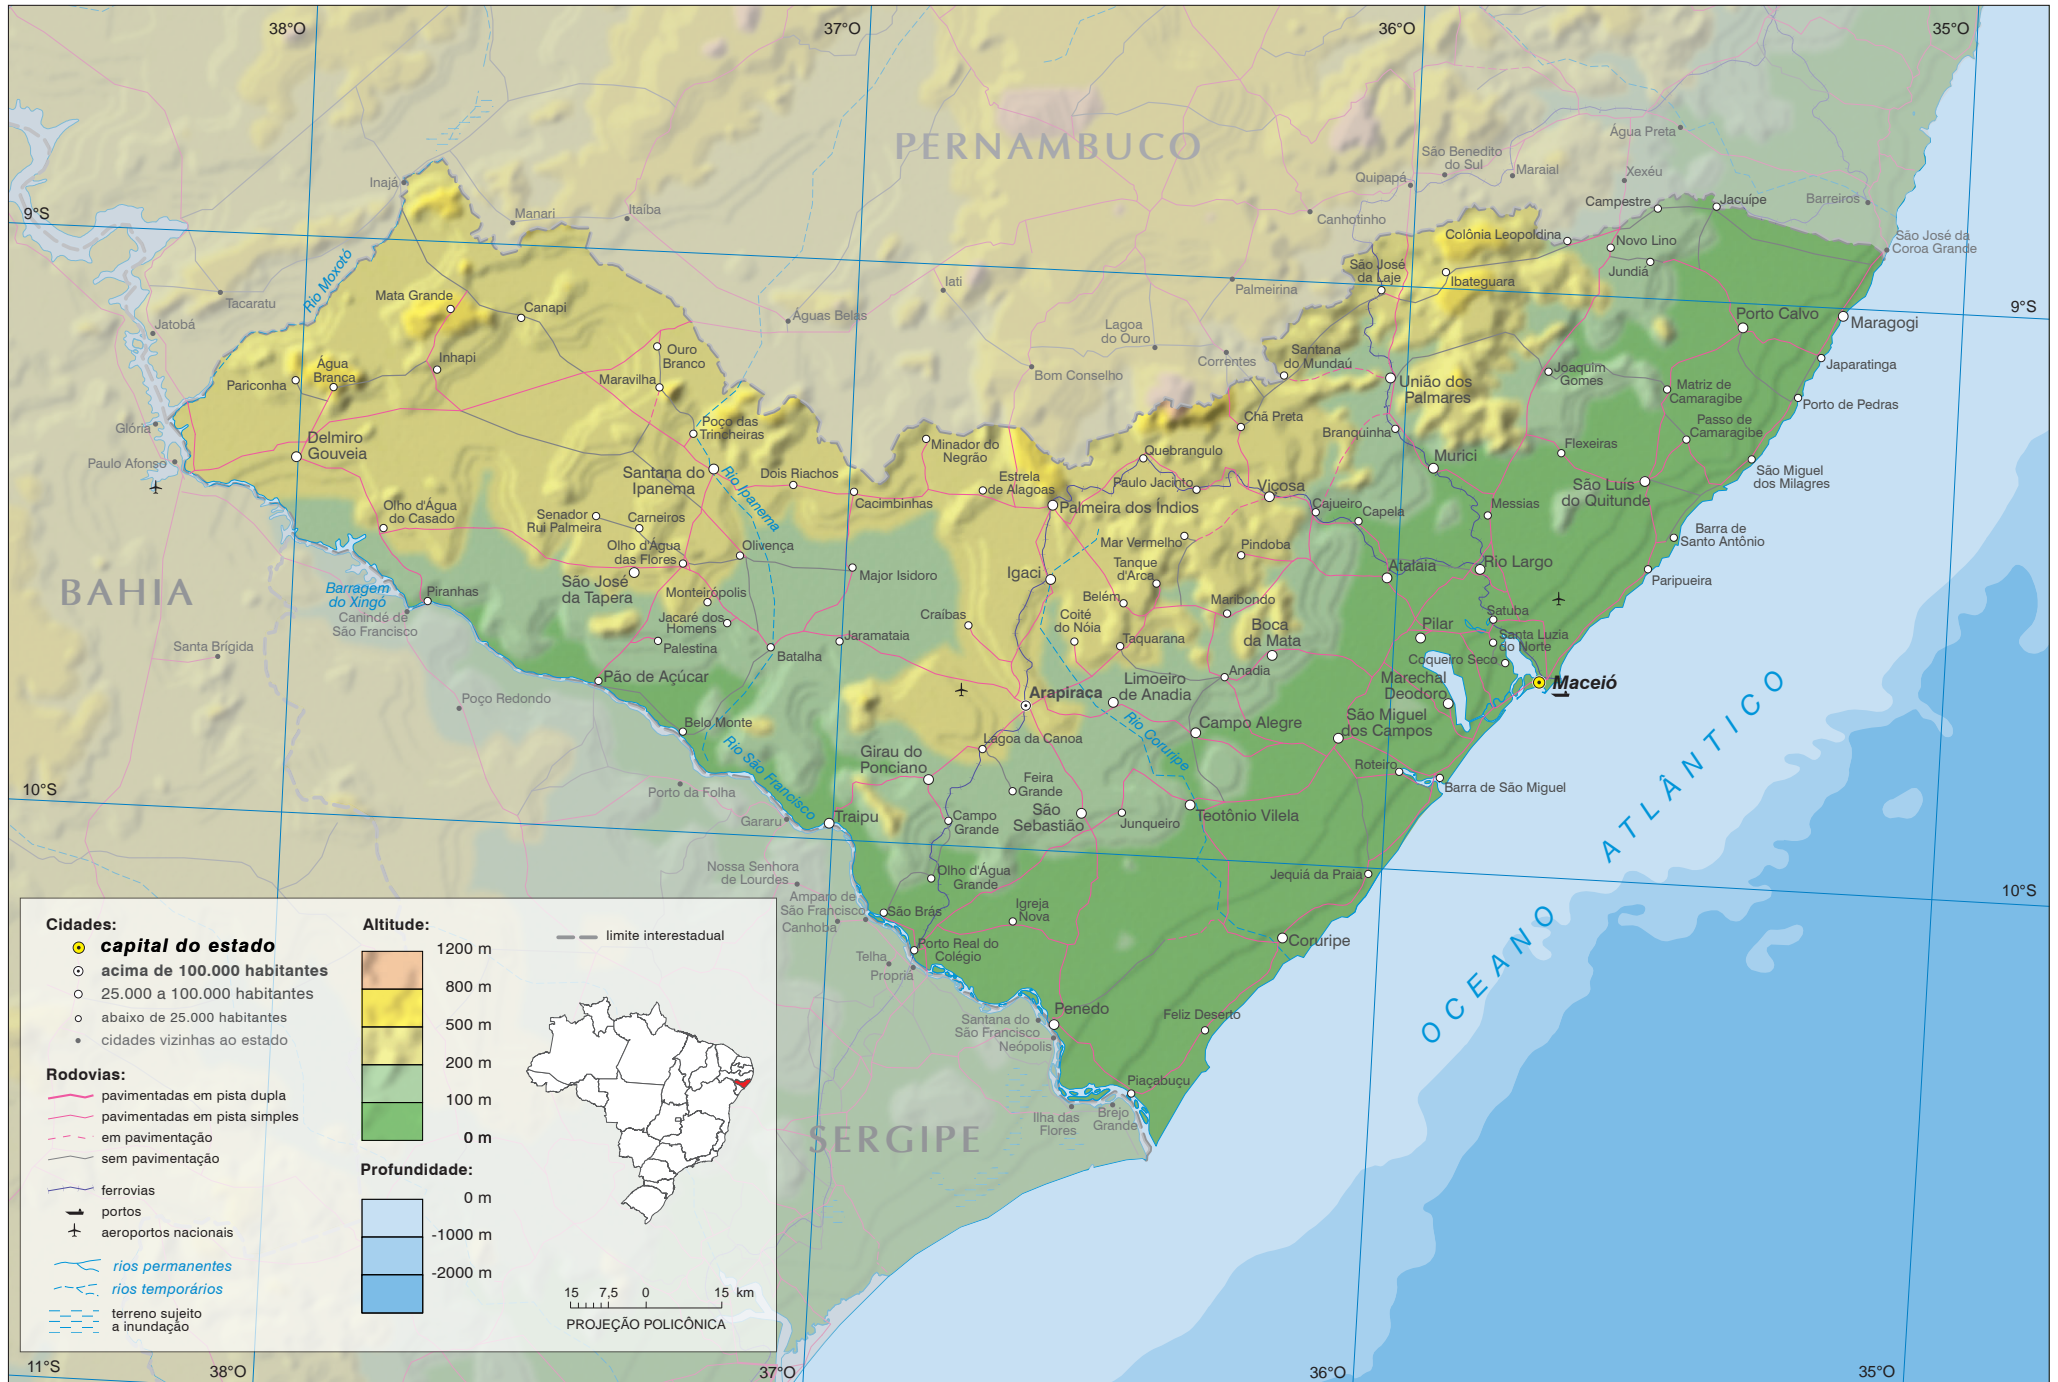 38°O
37°O
36°O
35°O
PERNAMBUCO
Água Preta
São Benedito
do Sul
Maraial
Xexéu
Quipapá
Inajá
Manari
Itaíba
Canhotinho
Campestre
Jacuípe
Barreiros
9°S
Colônia Leopoldina
Novo Lino
São José da
Coroa Grande
Rio Moxotó
São José
da Laje
Ibateguara
Jundiá
Tacaratu
Mata Grande
Canapi
Iati
Palmeirina
9°S
Jatobá
Águas Belas
Lagoa
do Ouro
Porto Calvo
Maragogi
Água
Branca
Inhapi
Ouro
Branco
Correntes
Santana
do Mundaú
Pariconha
Maravilha
Bom Conselho
União dos
Palmares
Joaquim
Gomes
Japaratinga
Matriz de
Camaragibe
Porto de Pedras
Glória
Poço das
Trincheiras
Chã Preta
Branquinha
Passo de
Camaragibe
Delmiro
Gouveia
Minador do
Negrão
Quebrangulo
Flexeiras
Paulo Afonso
Santana do
Ipanema
Rio Ipanema
Dois Riachos
Estrela
de Alagoas
Paulo Jacinto
Viçosa
Murici
São Miguel
dos Milagres
São Luís
do Quitunde
Cacimbinhas
Palmeira dos Índios
Cajueiro
Capela
Messias
Olho d'Água
do Casado
Senador
Rui Palmeira
Carneiros
Barra de
Santo Antônio
Olho d'Água
das Flores
Olivença
Mar Vermelho
Pindoba
Tanque
d'Arca
Atalaia
Rio Largo
Paripueira
BAHIA
Barragem
do Xingó
Piranhas
São José
da Tapera
Monteirópolis
Major Isidoro
Igaci
Belém
Maribondo
Canindé de
São Francisco
Jacaré dos
Homens
Craíbas
Coité
do Nóia
Boca
da Mata
Satuba
Pilar
Santa Brígida
Palestina
Batalha
Jaramataia
Taquarana
Santa Luzia
do Norte
Coqueiro Seco
Pão de Açúcar
Anadia
Marechal
Deodoro
Maceió
Poço Redondo
Arapiraca
Limoeiro
de Anadia
Belo Monte
Rio Coruripe
Campo Alegre
São Miguel
dos Campos
Lagoa da Canoa
Girau do
Ponciano
Rio São Francisco
Roteiro
Barra de São Miguel
OCEANO ATLÂNTICO
10°S
Porto da Folha
Feira
Grande
Gararu
Traipu
Campo
Grande
São
Sebastião
Junqueiro
Teotônio Vilela
Nossa Senhora
de Lourdes
Olho d'Água
Grande
Jequiá da Praia
10°S
Amparo de
São Francisco
São Brás
Igreja
Nova
Canhoba
Porto Real do
Colégio
Coruripe
Telha
Propriá
Santana do
São Francisco
Penedo
Feliz Deserto
Neópolis
Piaçabuçu
Ilha das
Flores
Brejo
Grande
SERGIPE
Cidades:
capital do estado
acima de 100.000 habitantes
25.000 a 100.000 habitantes
abaixo de 25.000 habitantes
cidades vizinhas ao estado
Rodovias:
pavimentadas em pista dupla
pavimentadas em pista simples
em pavimentação
sem pavimentação
ferrovias
portos
aeroportos nacionais
rios permanentes
rios temporários
terreno sujeito
a inundação
Altitude:
1200 m
800 m
500 m
200 m
100 m
0 m
Profundidade:
0 m
-1000 m
-2000 m
limite interestadual
15 7,5 0 15 km
PROJEÇÃO POLICÔNICA
11°S
38°O
37°O
36°O
35°O